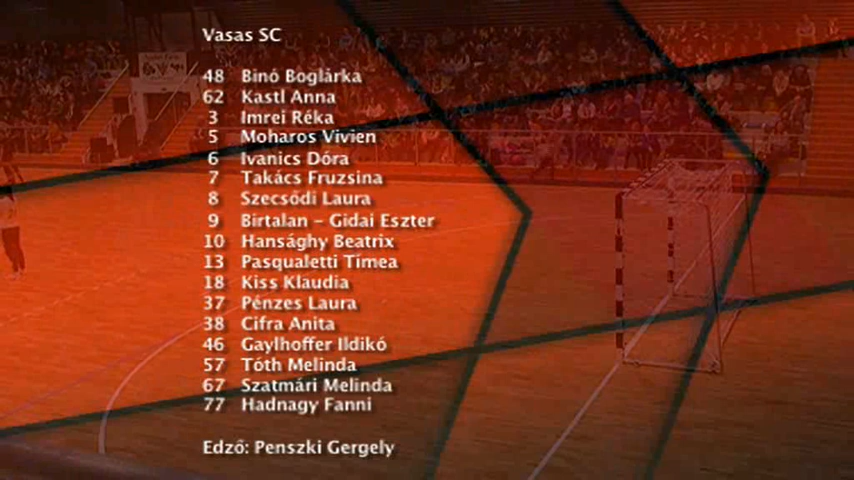 Vasas SC
48 Binó Boglárka
62 Kastl Anna
3 Imrei Réka
5 Moharos Vivien
6 Ivanics Dóra
7 Takács Fruzsina
8 Szecsődi Laura
9 Birtalan - Gidai Eszter
10 Hansághy Beatrix
13 Pasqualetti Tímea
18 Kiss Klaudia
37 Pénzes Laura
38 Cifra Anita
46 Gaylhoffer Ildikó
57 Tóth Melinda
67 Szatmári Melinda
77 Hadnagy Fanni
Edző: Penszki Gergely